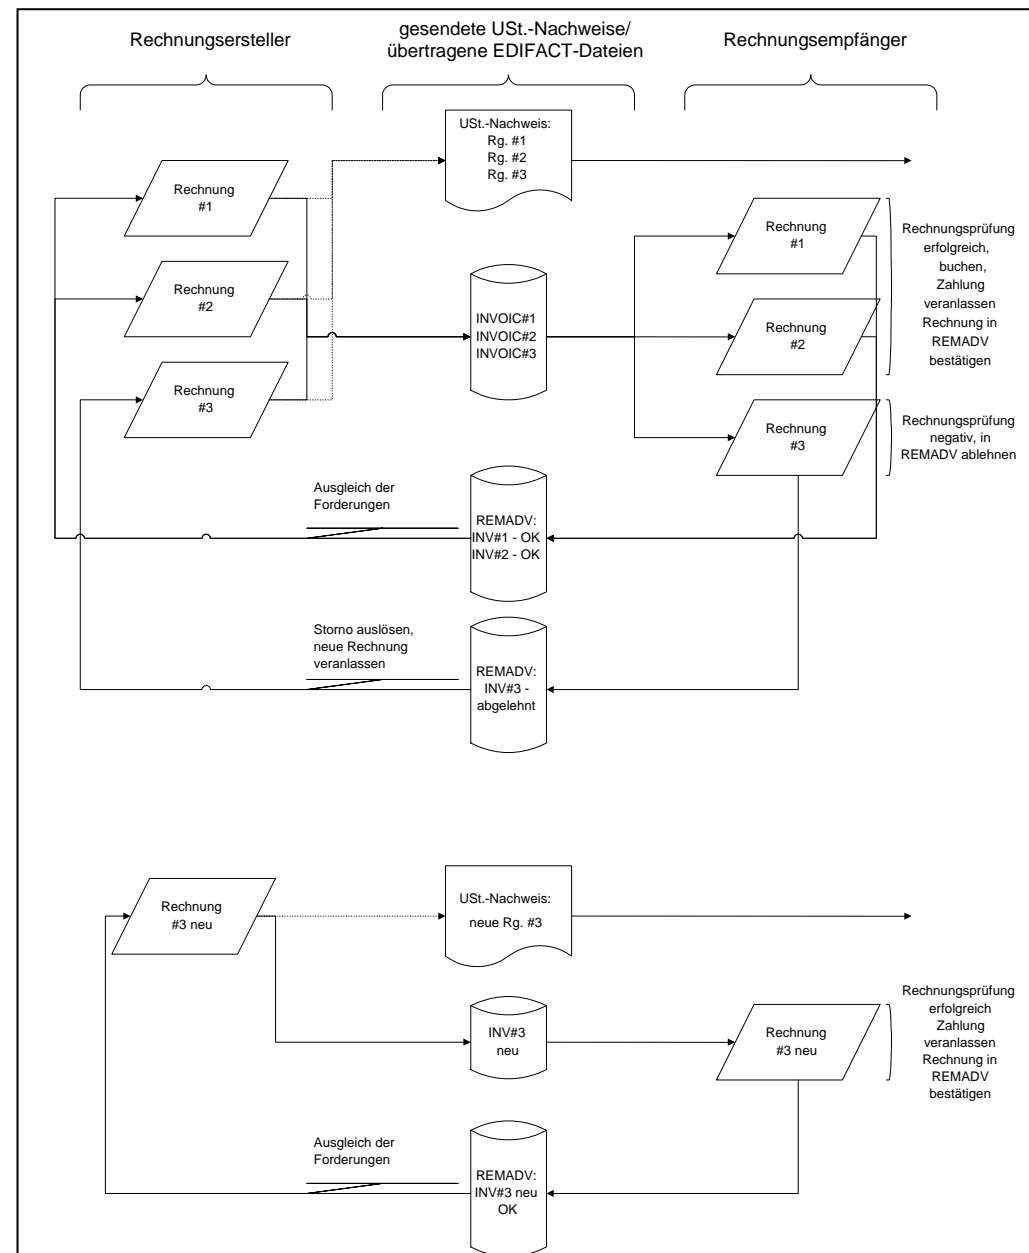 Rechnungsersteller
gesendete USt.-Nachweise/
übertragene EDIFACT-Dateien
Rechnungsempfänger
USt.-Nachweis:
Rg. #1
Rg. #2
Rg. #3
Rechnung
#1
Rechnung
#2
Rechnung
#3
INVOIC#1
INVOIC#2
INVOIC#3
Rechnung
#1
Rechnung
#2
Rechnung
#3
Rechnungsprüfung
erfolgreich,
buchen,
Zahlung
veranlassen
Rechnung in
REMADV
bestätigen
Rechnungsprüfung
negativ, in
REMADV ablehnen
Ausgleich der
Forderungen
REMADV:
INV#1 - OK
INV#2 - OK
Storno auslösen,
neue Rechnung
veranlassen
REMADV:
INV#3 -
abgelehnt
Rechnung
#3 neu
USt.-Nachweis:
neue Rg. #3
INV#3
neu
Rechnung
#3 neu
Rechnungsprüfung
erfolgreich
Zahlung
veranlassen
Rechnung in
REMADV
bestätigen
Ausgleich der
Forderungen
REMADV:
INV#3 neu
OK